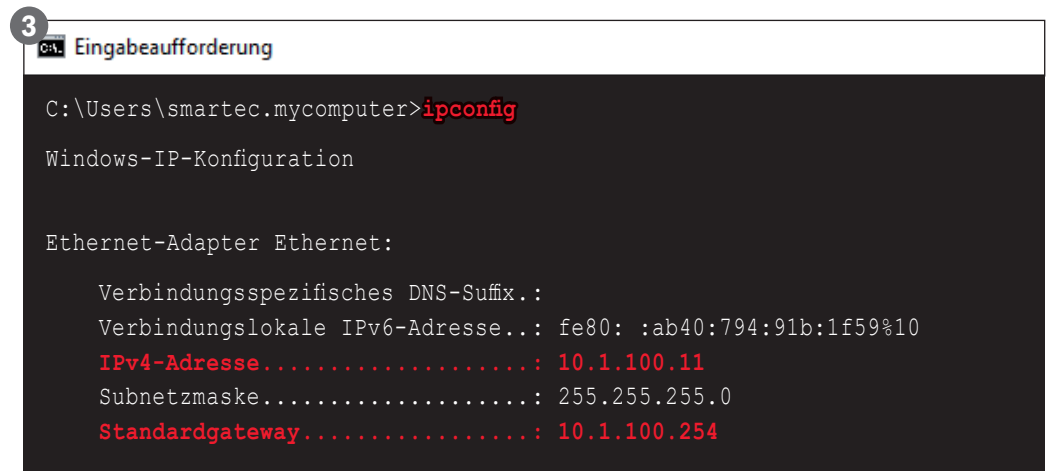 3
Eingabeaufforderung
C:\Users\smartec.mycomputer>ipconfig
Windows-IP-Konfiguration
Ethernet-Adapter Ethernet:
Verbindungsspezifisches DNS-Suffix.:
Verbindungslokale IPv6-Adresse..: fe80: :ab40:794:91b:1f59%10
IPv4-Adresse....................: 10.1.100.11
Subnetzmaske....................: 255.255.255.0
Standardgateway.................: 10.1.100.254